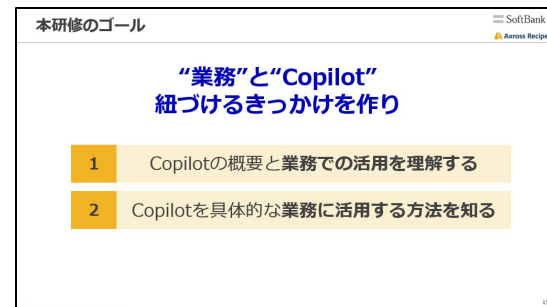 本研修のゴール
SoftBank
Axross Recipe
“業務”と“Copilot”
紐づけるきっかけを作り
1 Copilotの概要と業務での活用を理解する
2 Copilotを具体的な業務に活用する方法を知る